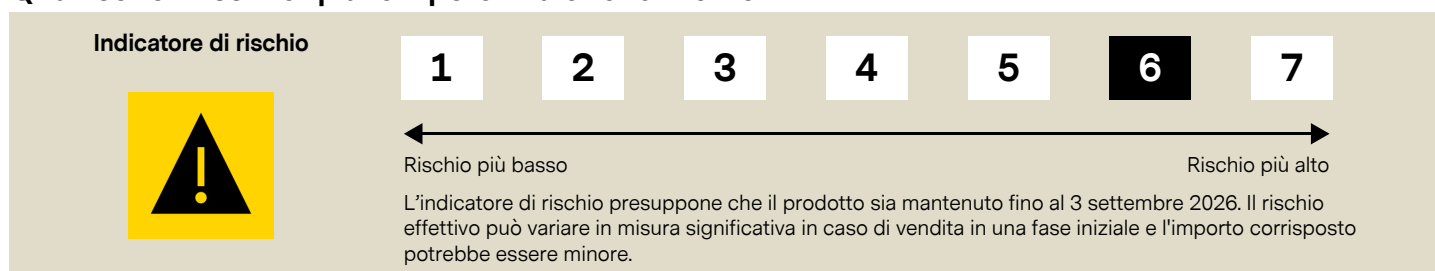 Indicatore di rischio
1 2 3 4 5 6 7
Rischio più basso
Rischio più alto
L'indicatore di rischio presuppone che il prodotto sia mantenuto fino al 3 settembre 2026. Il rischio
effettivo può variare in misura significativa in caso di vendita in una fase iniziale e l'importo corrisposto
potrebbe essere minore.